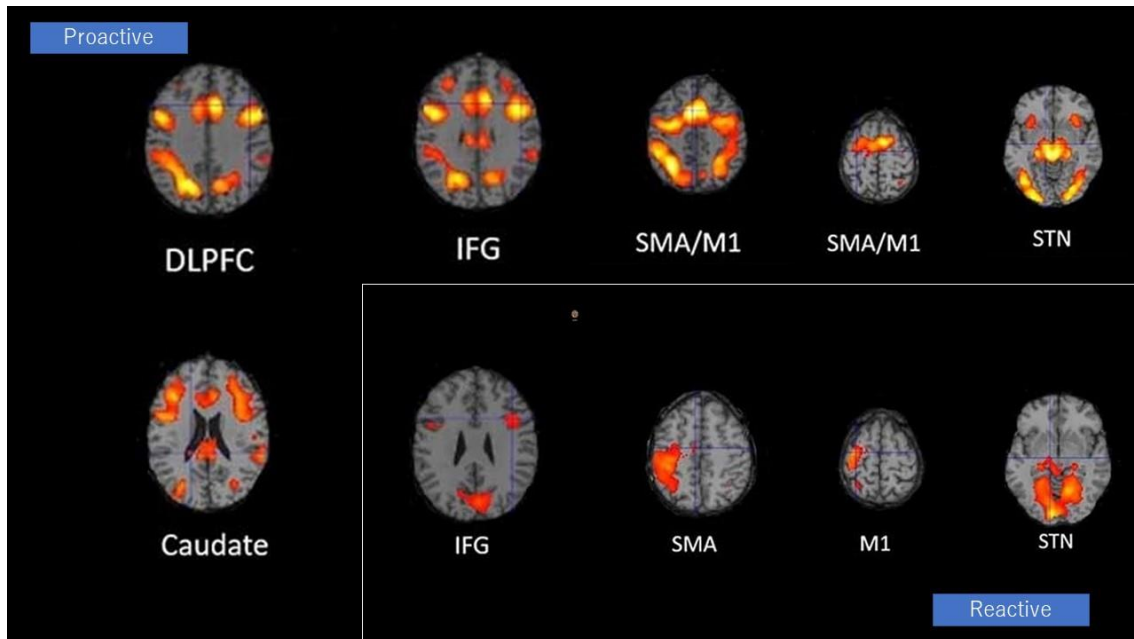 Proactive
DLPFC
IFG
SMA/M1
SMA/M1
STN
Caudate
IFG
SMA
M1
STN
Reactive